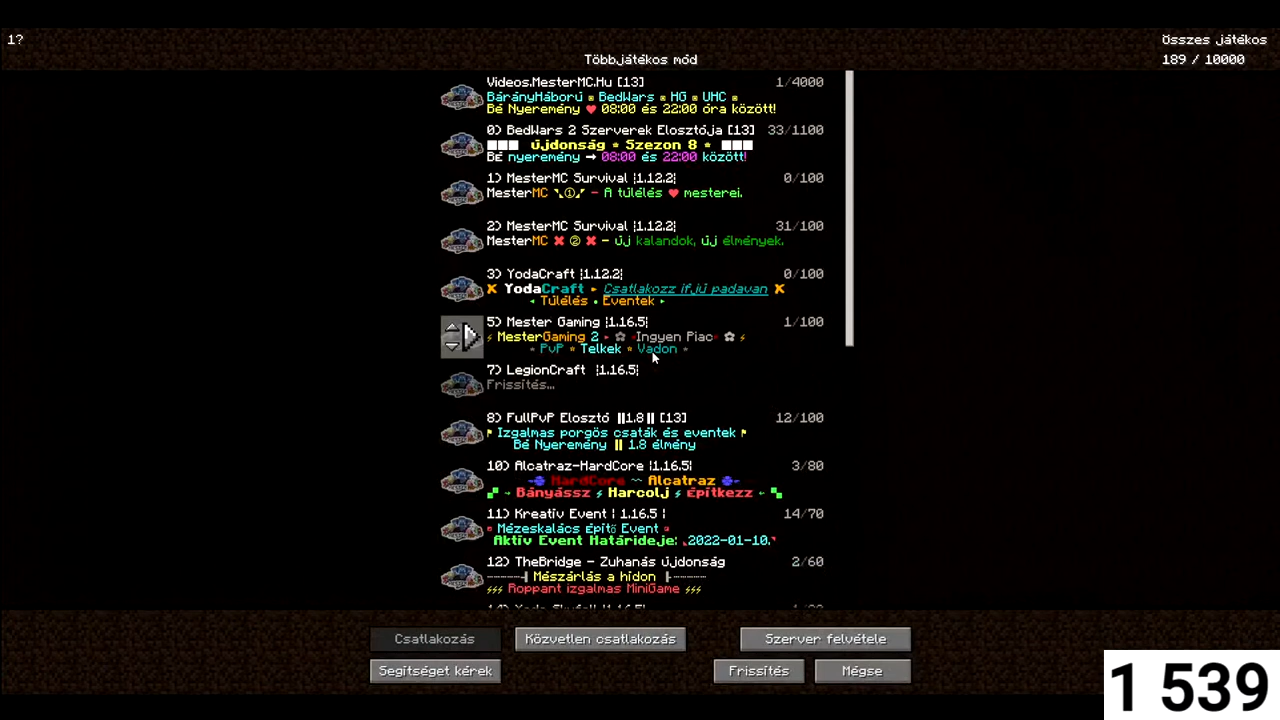 1?
Összes játékos
189 / 10000
Többjátékos mód
Videos.MesterMC.Hu [13] 1/4000
BárányHáború BedWars HG UHC
Bé Nyeremény ❤ 08:00 és 22:00 óra között!
0) BedWars 2 Szerverek Elosztója [13] 33/1100
újdonság * Szezon 8 *
Bé nyeremény → 08:00 és 22:00 között!
1) MesterMC Survival |1.12.2| 0/100
MesterMC ① - A túlélés ❤ mesterei.
2) MesterMC Survival |1.12.2| 31/100
MesterMC ✖ ② ✖ - új kalandok, új élmények.
3) YodaCraft |1.12.2| 0/100
✖ YodaCraft ▸ Csatlakozz ifjú padavan ✖
◂ Túlélés • Eventek ▸
5) Mester Gaming |1.16.5| 1/100
⚡ MesterGaming 2 ▸ ✿ Ingyen Piac ✿ ⚡
* PvP * Telkek * Vadon *
7) LegionCraft |1.16.5|
Frissítés...
8) FullPvP Elosztó ||1.8|| [13] 12/100
Izgalmas pörgős csaták és eventek
Bé Nyeremény || 1.8 élmény
10) Alcatraz-HardCore |1.16.5| 3/80
HardCore ~~ Alcatraz
Bányássz ⚡ Harcolj ⚡ Építkezz
11) Kreatív Event | 1.16.5 | 14/70
Mézeskalács Építő Event
Aktív Event Határideje: 2022-01-10.
12) TheBridge - Zuhanás újdonság 2/60
------| Mészárlás a hídon |------
⚡⚡⚡ Roppant izgalmas MiniGame ⚡⚡⚡
Csatlakozás
Közvetlen csatlakozás
Szerver felvétele
Segítséget kérek
Frissítés
Mégse
1 539